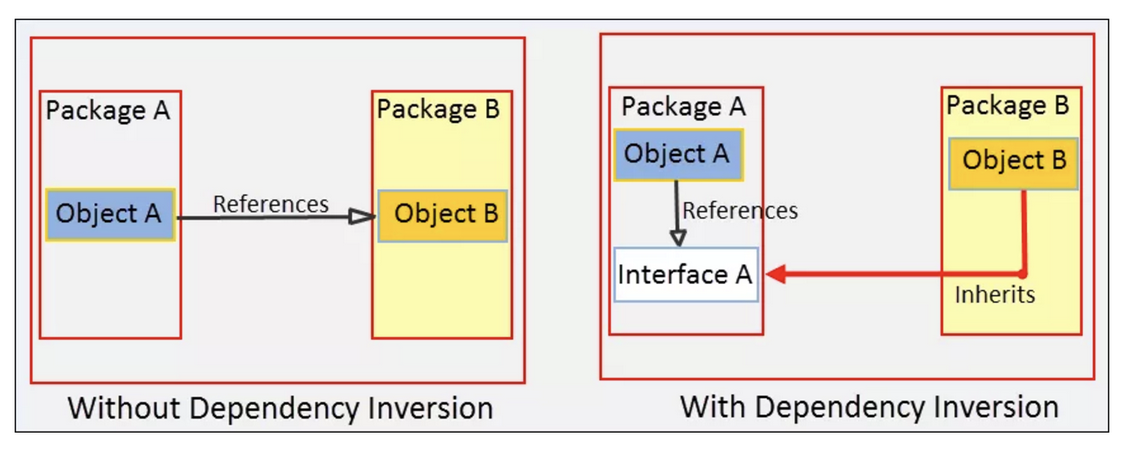 Package A
Object A
References
Package B
Object B
Without Dependency Inversion
Package A
Object A
References
Interface A
Package B
Object B
Inherits
With Dependency Inversion